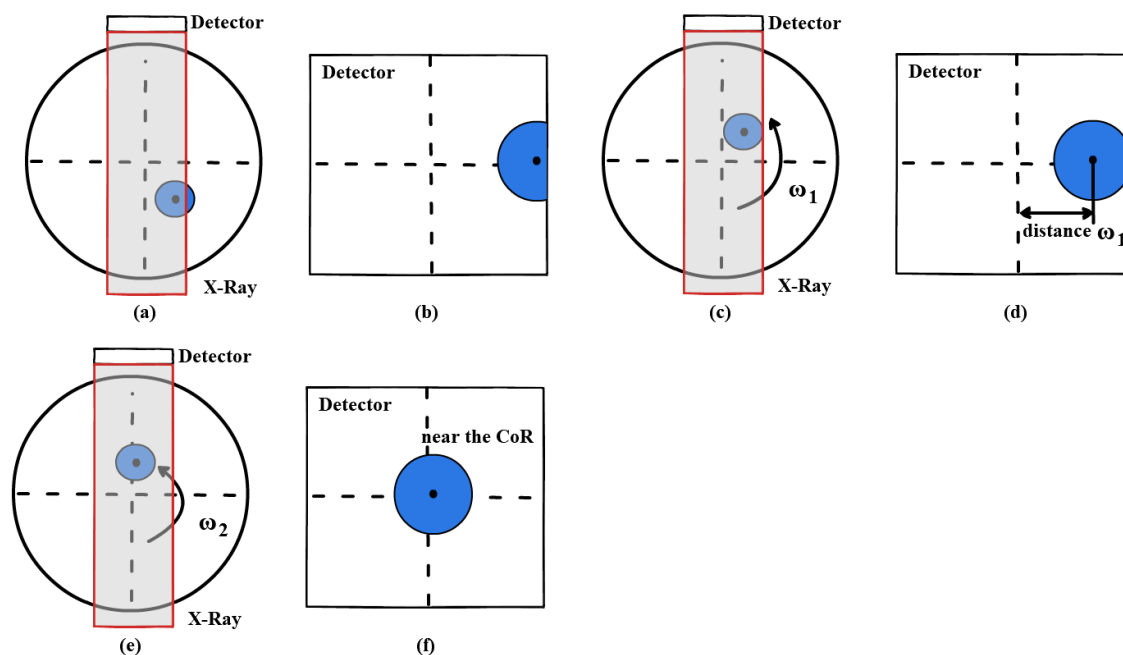 Detector
X-Ray
(a)
Detector
(b)
Detector
ω1
X-Ray
(c)
Detector
distance ω1
(d)
Detector
ω2
X-Ray
(e)
Detector
near the CoR
(f)